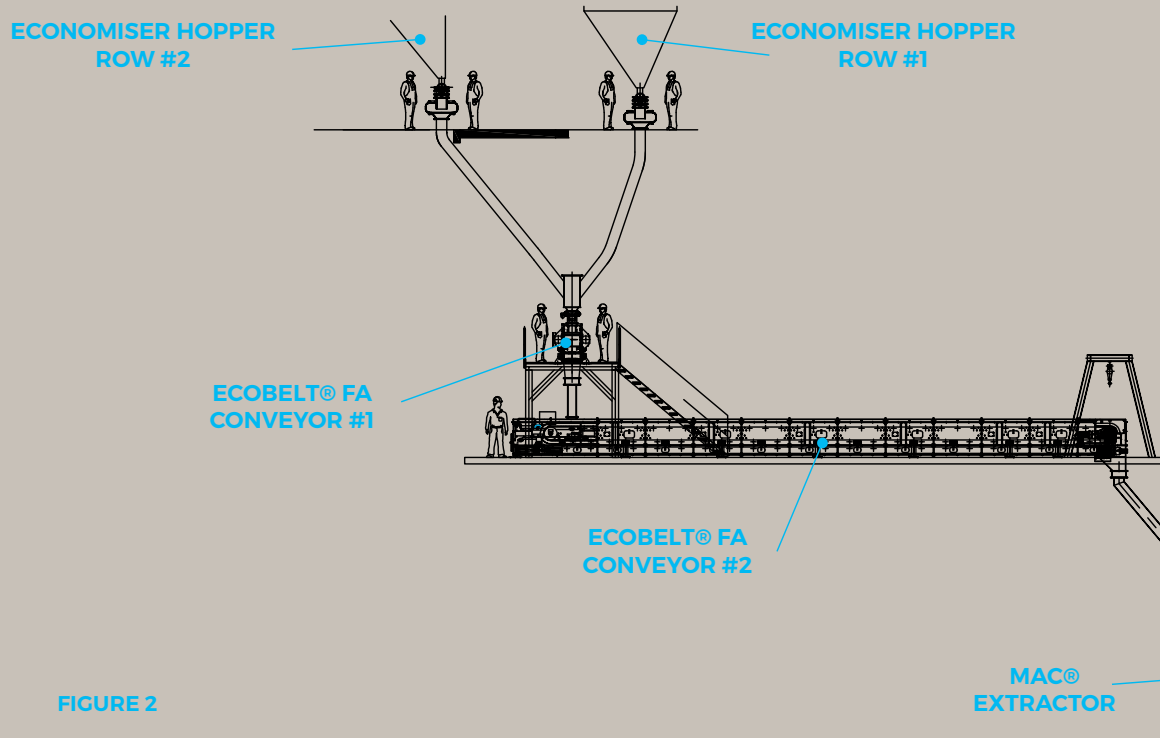 ECONOMISER HOPPER
ROW #2
ECONOMISER HOPPER
ROW #1
ECOBELT® FA
CONVEYOR #1
ECOBELT® FA
CONVEYOR #2
MAC®
EXTRACTOR
FIGURE 2